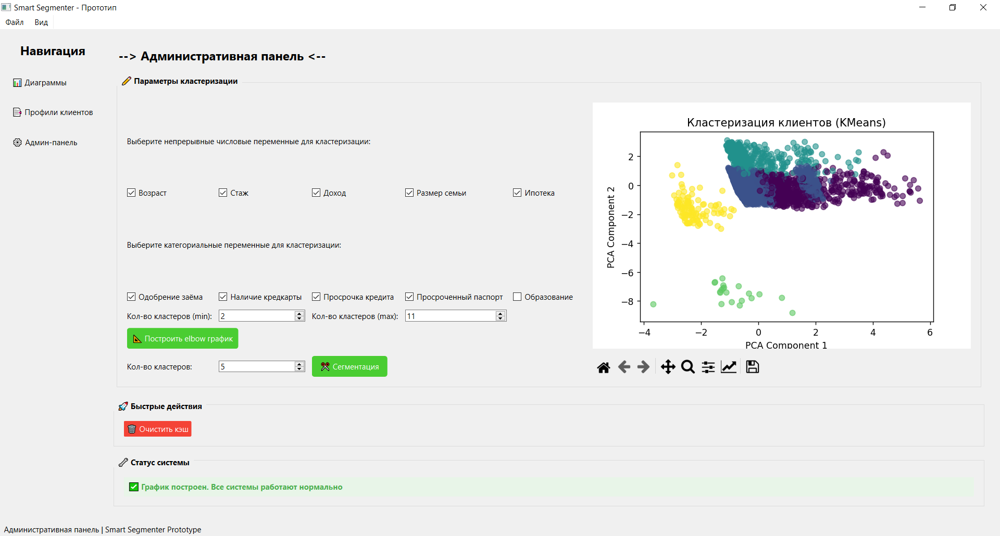 Smart Segmenter - Прототип
Файл Вид
Навигация
Диаграммы
Профили клиентов
Админ-панель
--> Административная панель <--
Параметры кластеризации
Выберите непрерывные числовые переменные для кластеризации:
Возраст Стаж Доход Размер семьи Ипотека
Выберите категориальные переменные для кластеризации:
Одобрение заёма Наличие кредкарты Просрочка кредита Просроченный паспорт Образование
Кол-во кластеров (min): 2 Кол-во кластеров (max): 11
Построить elbow график
Кол-во кластеров: 5 Сегментация
Кластеризация клиентов (KMeans)
PCA Component 2
2
0
−2
−4
−6
−8
−4 −2 0 2 4 6
PCA Component 1
Быстрые действия
Очистить кэш
Статус системы
График построен. Все системы работают нормально
Административная панель | Smart Segmenter Prototype